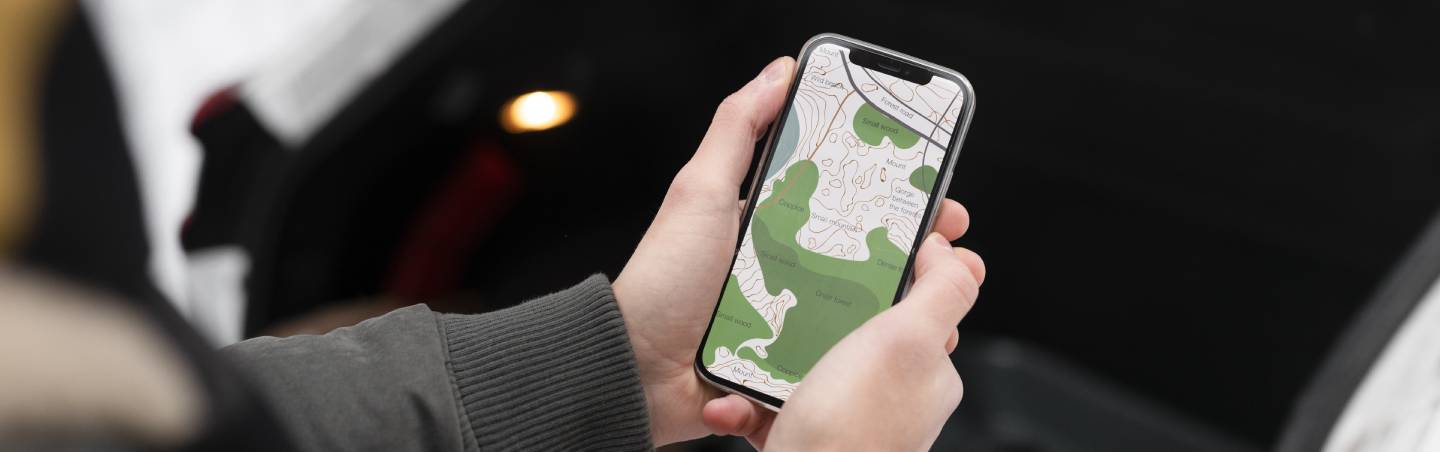 Mount
Wild beach
Forest road
Small wood
Mount
Gorge
between
the forest
Coppice
Small mountain
Small wood
Dense
Great forest
Small wood
Mount
Coppice